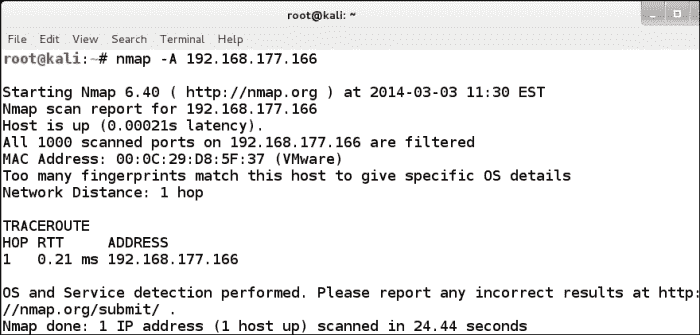 root@kali: ~
File Edit View Search Terminal Help
root@kali:~# nmap -A 192.168.177.166
Starting Nmap 6.40 ( http://nmap.org ) at 2014-03-03 11:30 EST
Nmap scan report for 192.168.177.166
Host is up (0.00021s latency).
All 1000 scanned ports on 192.168.177.166 are filtered
MAC Address: 00:0C:29:D8:5F:37 (VMware)
Too many fingerprints match this host to give specific OS details
Network Distance: 1 hop
TRACEROUTE
HOP RTT ADDRESS
1 0.21 ms 192.168.177.166
OS and Service detection performed. Please report any incorrect results at http:
//nmap.org/submit/ .
Nmap done: 1 IP address (1 host up) scanned in 24.44 seconds